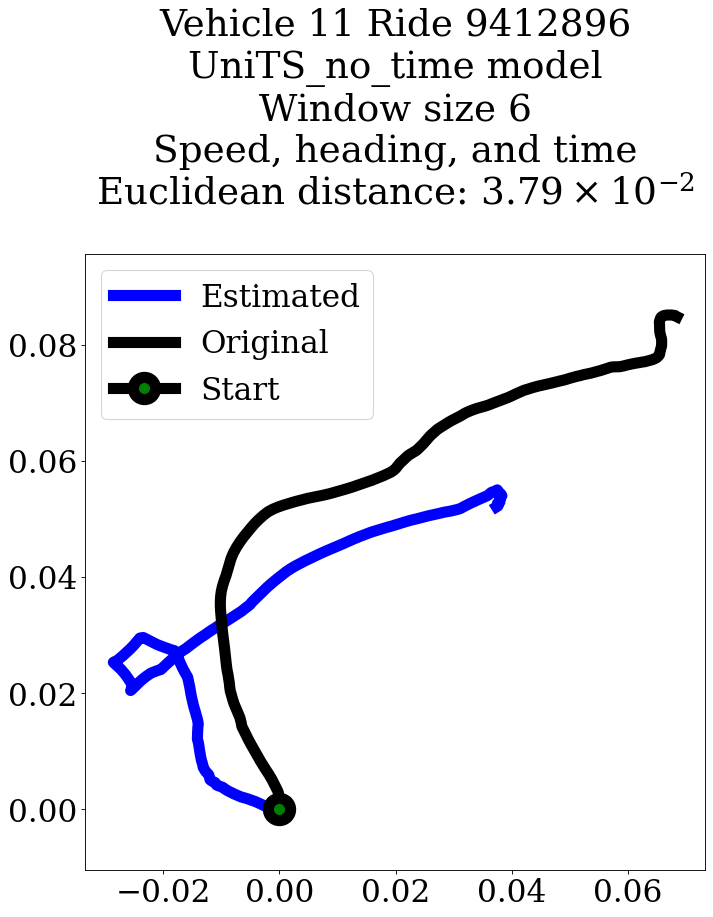 Vehicle 11 Ride 9412896
UniTS_no_time model
Window size 6
Speed, heading, and time
Euclidean distance: 3.79 × 10⁻²
Estimated
Original
Start
0.08
0.06
0.04
0.02
0.00
−0.02 0.00 0.02 0.04 0.06